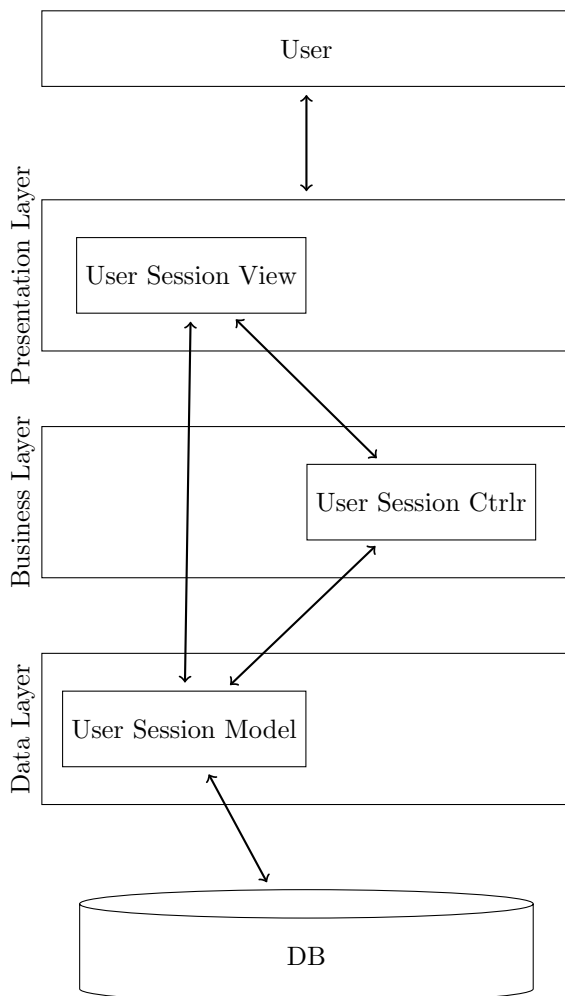 User
Presentation Layer
User Session View
Business Layer
User Session Ctrlr
Data Layer
User Session Model
DB